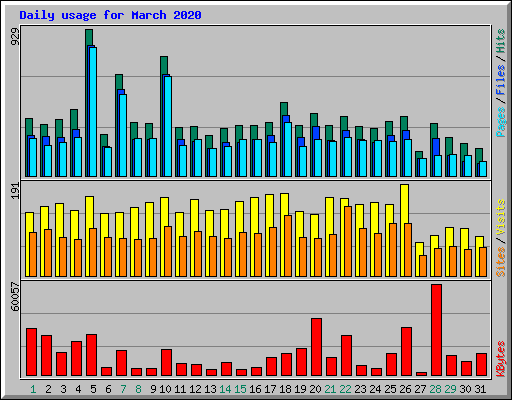 Daily usage for March 2020
929
Pages / Files / Hits
191
Sites / Visits
60057
KBytes
1 2 3 4 5 6 7 8 9 10 11 12 13 14 15 16 17 18 19 20 21 22 23 24 25 26 27 28 29 30 31